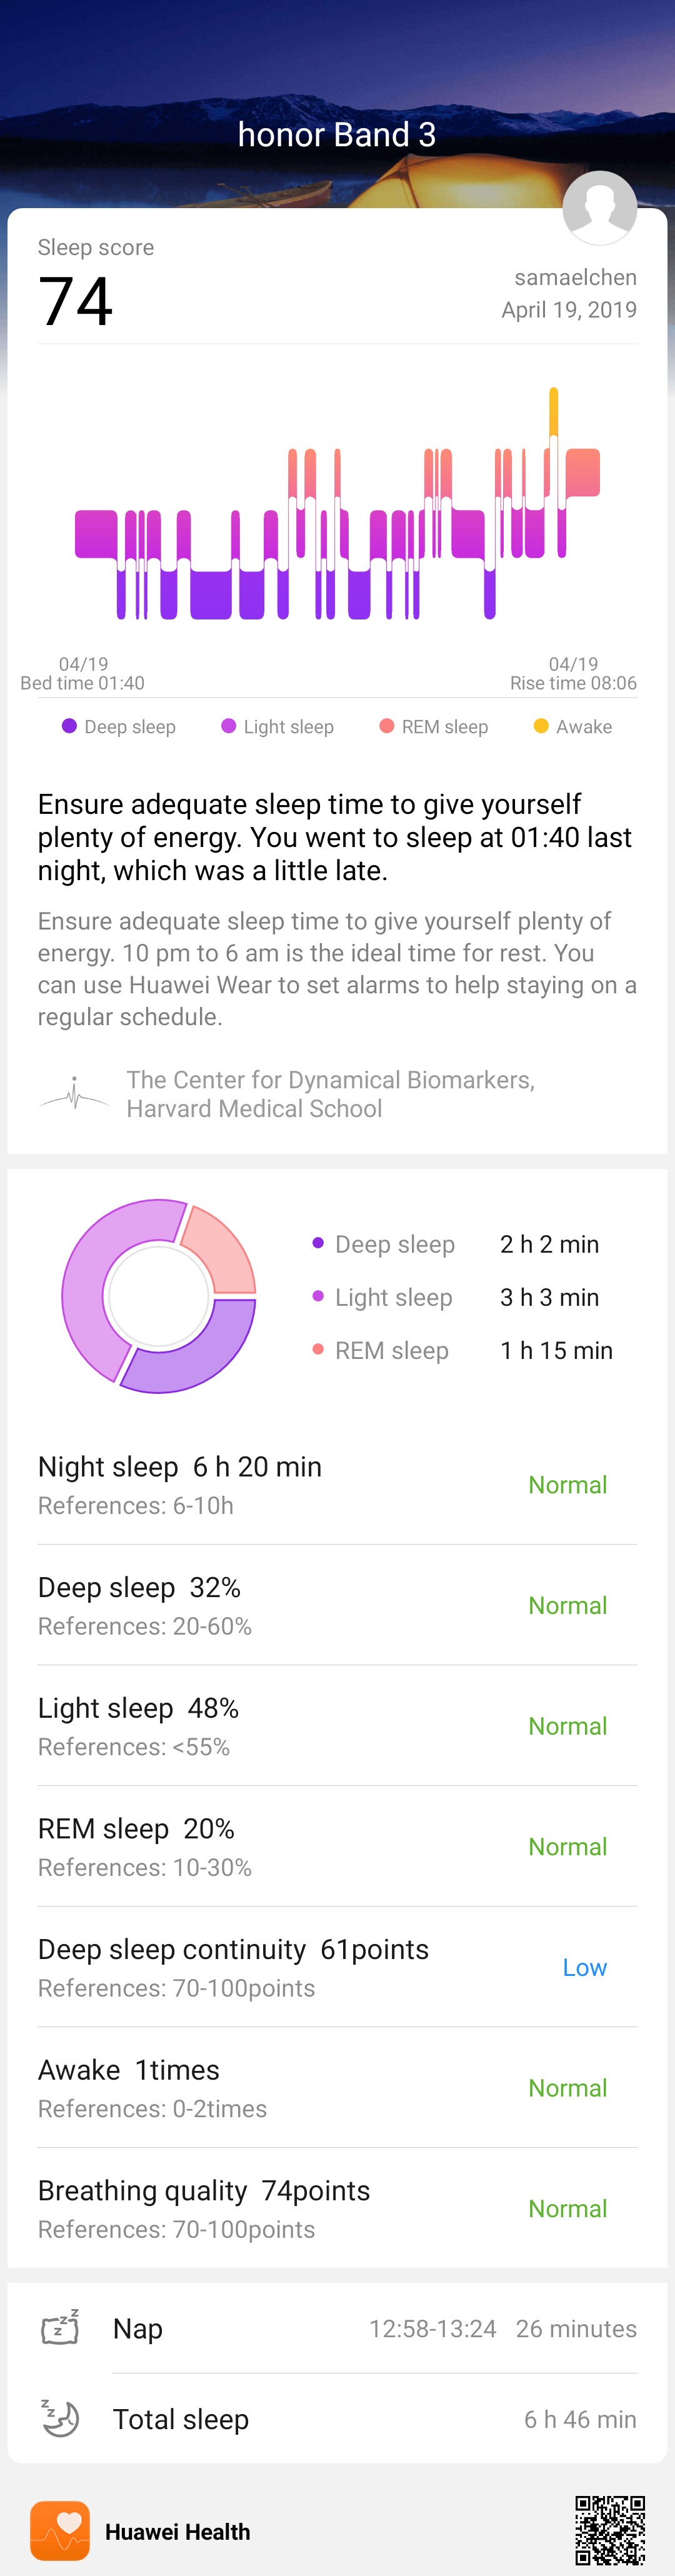 honor Band 3
Sleep score
74
samaelchen
April 19, 2019
04/19
Bed time 01:40
04/19
Rise time 08:06
Deep sleep
Light sleep
REM sleep
Awake
Ensure adequate sleep time to give yourself
plenty of energy. You went to sleep at 01:40 last
night, which was a little late.
Ensure adequate sleep time to give yourself plenty of
energy. 10 pm to 6 am is the ideal time for rest. You
can use Huawei Wear to set alarms to help staying on a
regular schedule.
The Center for Dynamical Biomarkers,
Harvard Medical School
Deep sleep 2 h 2 min
Light sleep 3 h 3 min
REM sleep 1 h 15 min
Night sleep 6 h 20 min
References: 6-10h
Normal
Deep sleep 32%
References: 20-60%
Normal
Light sleep 48%
References: <55%
Normal
REM sleep 20%
References: 10-30%
Normal
Deep sleep continuity 61points
References: 70-100points
Low
Awake 1times
References: 0-2times
Normal
Breathing quality 74points
References: 70-100points
Normal
Nap 12:58-13:24 26 minutes
Total sleep 6 h 46 min
Huawei Health